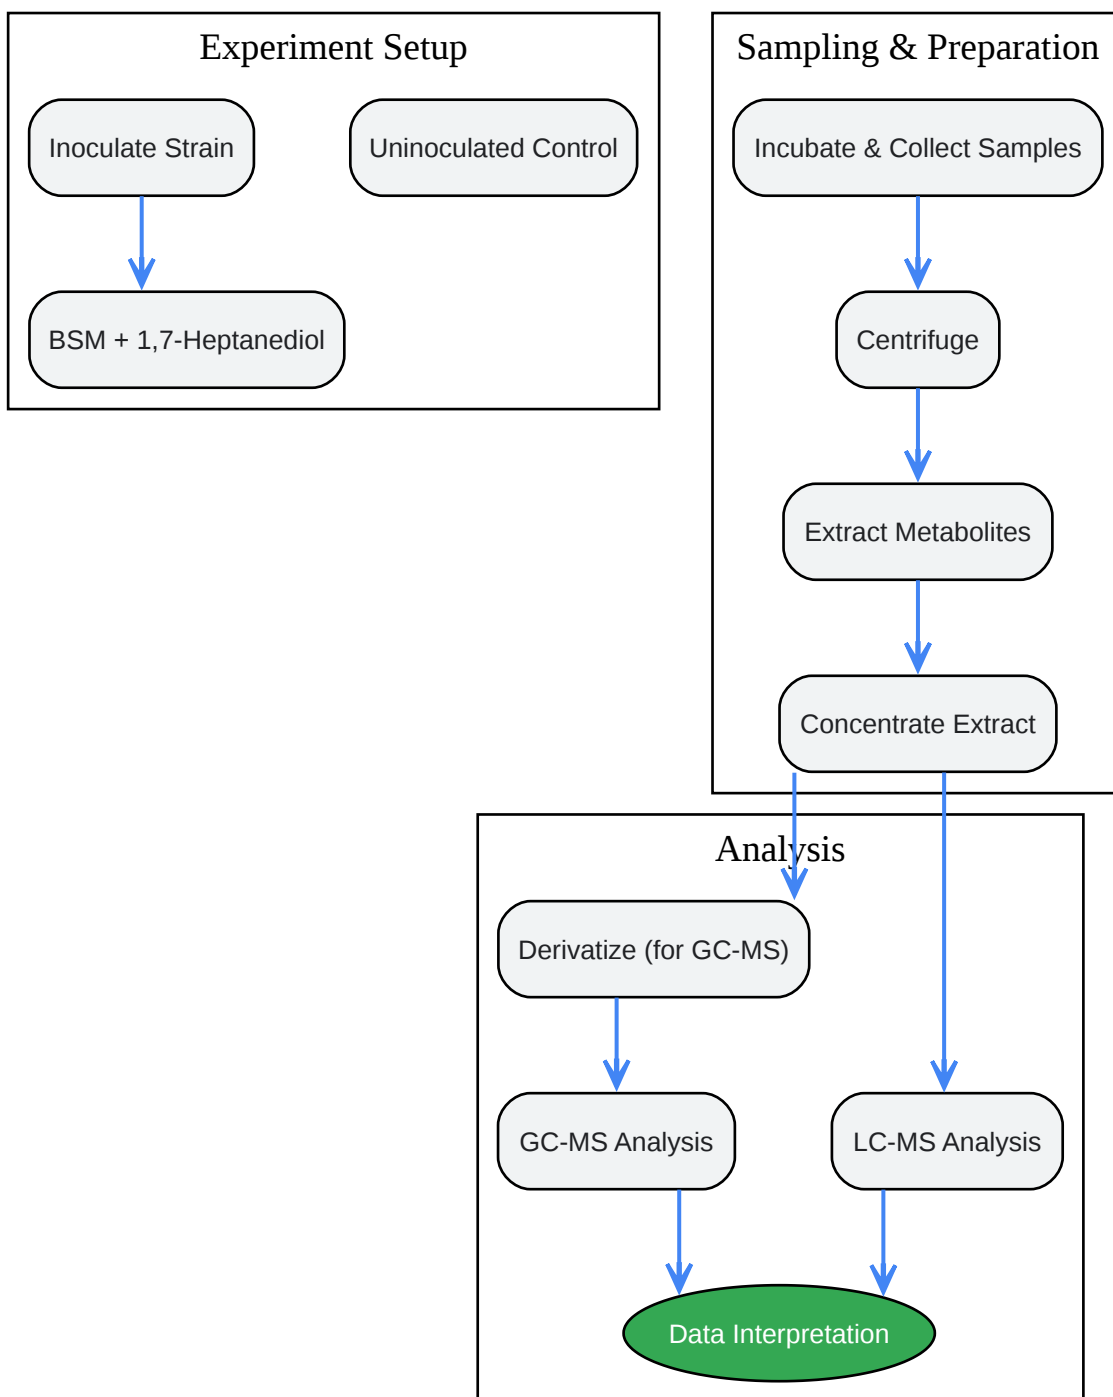 Experiment Setup
Inoculate Strain
Uninoculated Control
BSM + 1,7-Heptanediol
Sampling & Preparation
Incubate & Collect Samples
Centrifuge
Extract Metabolites
Concentrate Extract
Analysis
Derivatize (for GC-MS)
GC-MS Analysis
LC-MS Analysis
Data Interpretation